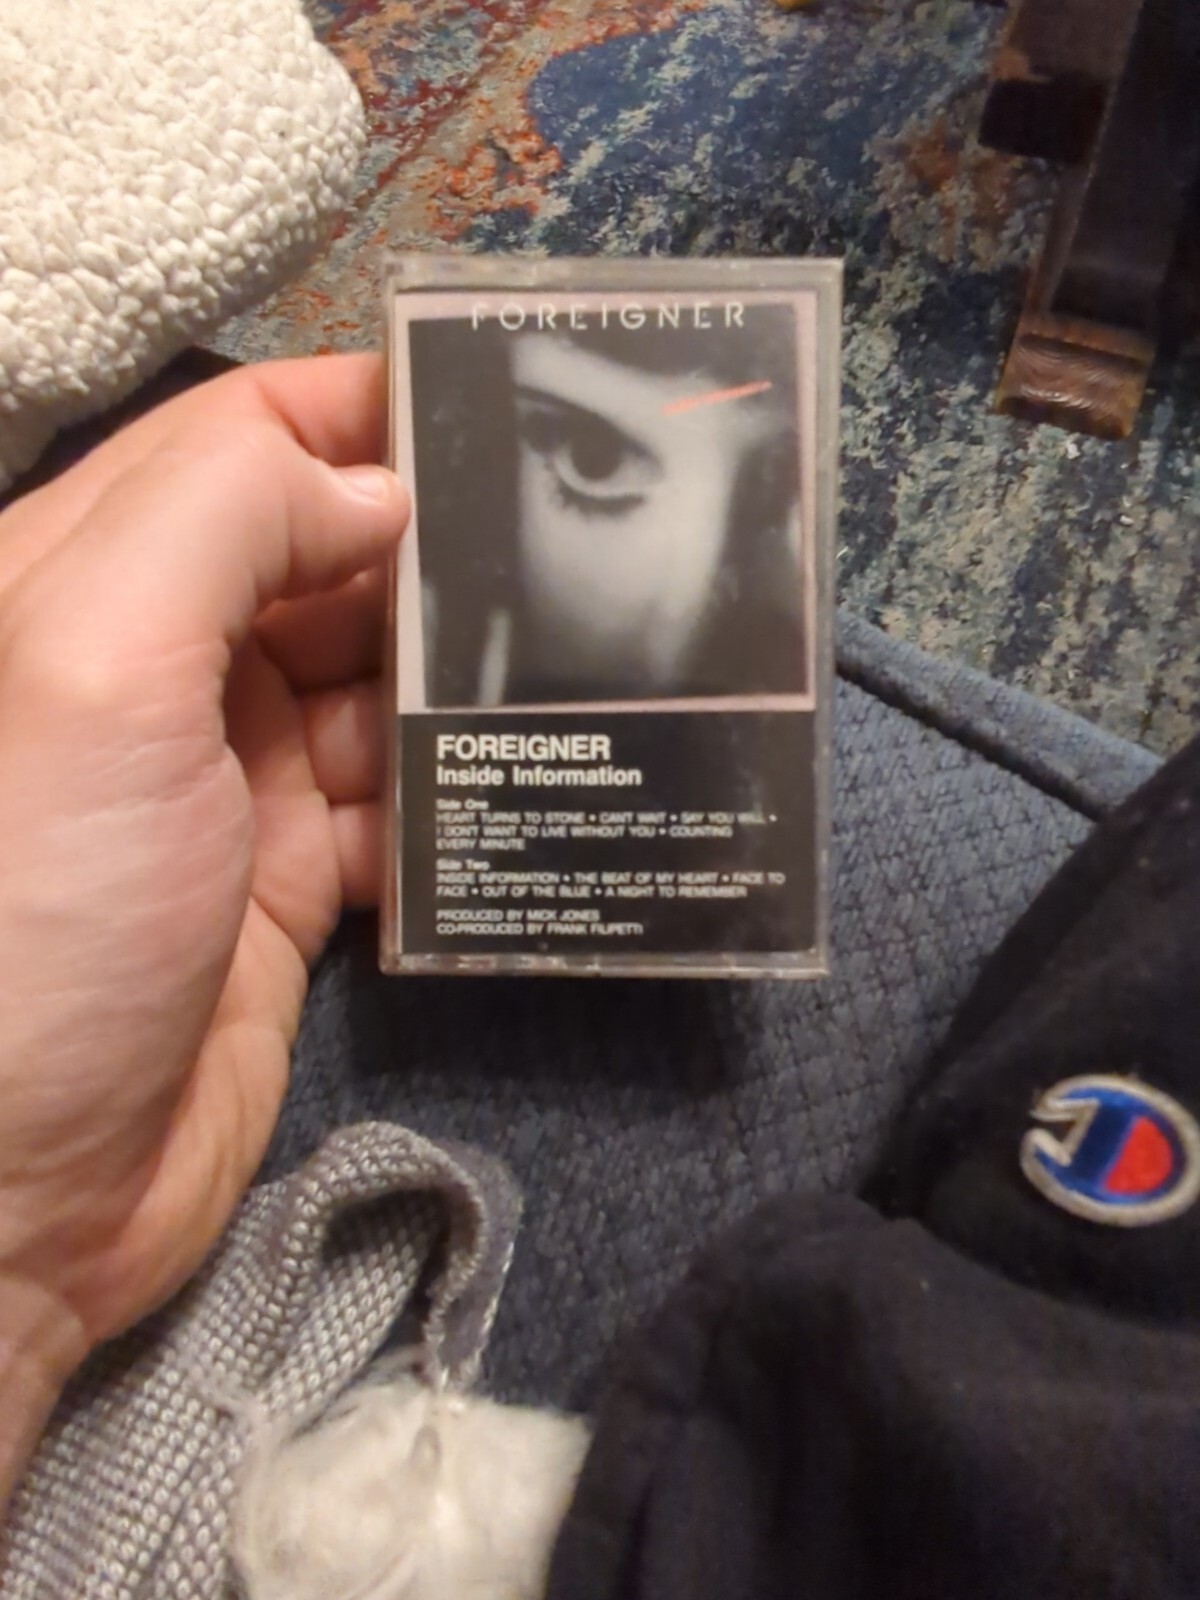 FOREIGNER
FOREIGNER
Inside Information
Side One
HEART TURNS TO STONE • CAN'T WAIT • SAY YOU WILL •
I DON'T WANT TO LIVE WITHOUT YOU • COUNTING
EVERY MINUTE
Side Two
INSIDE INFORMATION • THE BEAT OF MY HEART • FACE TO
FACE • OUT OF THE BLUE • A NIGHT TO REMEMBER
PRODUCED BY MICK JONES
CO-PRODUCED BY FRANK FILIPETTI